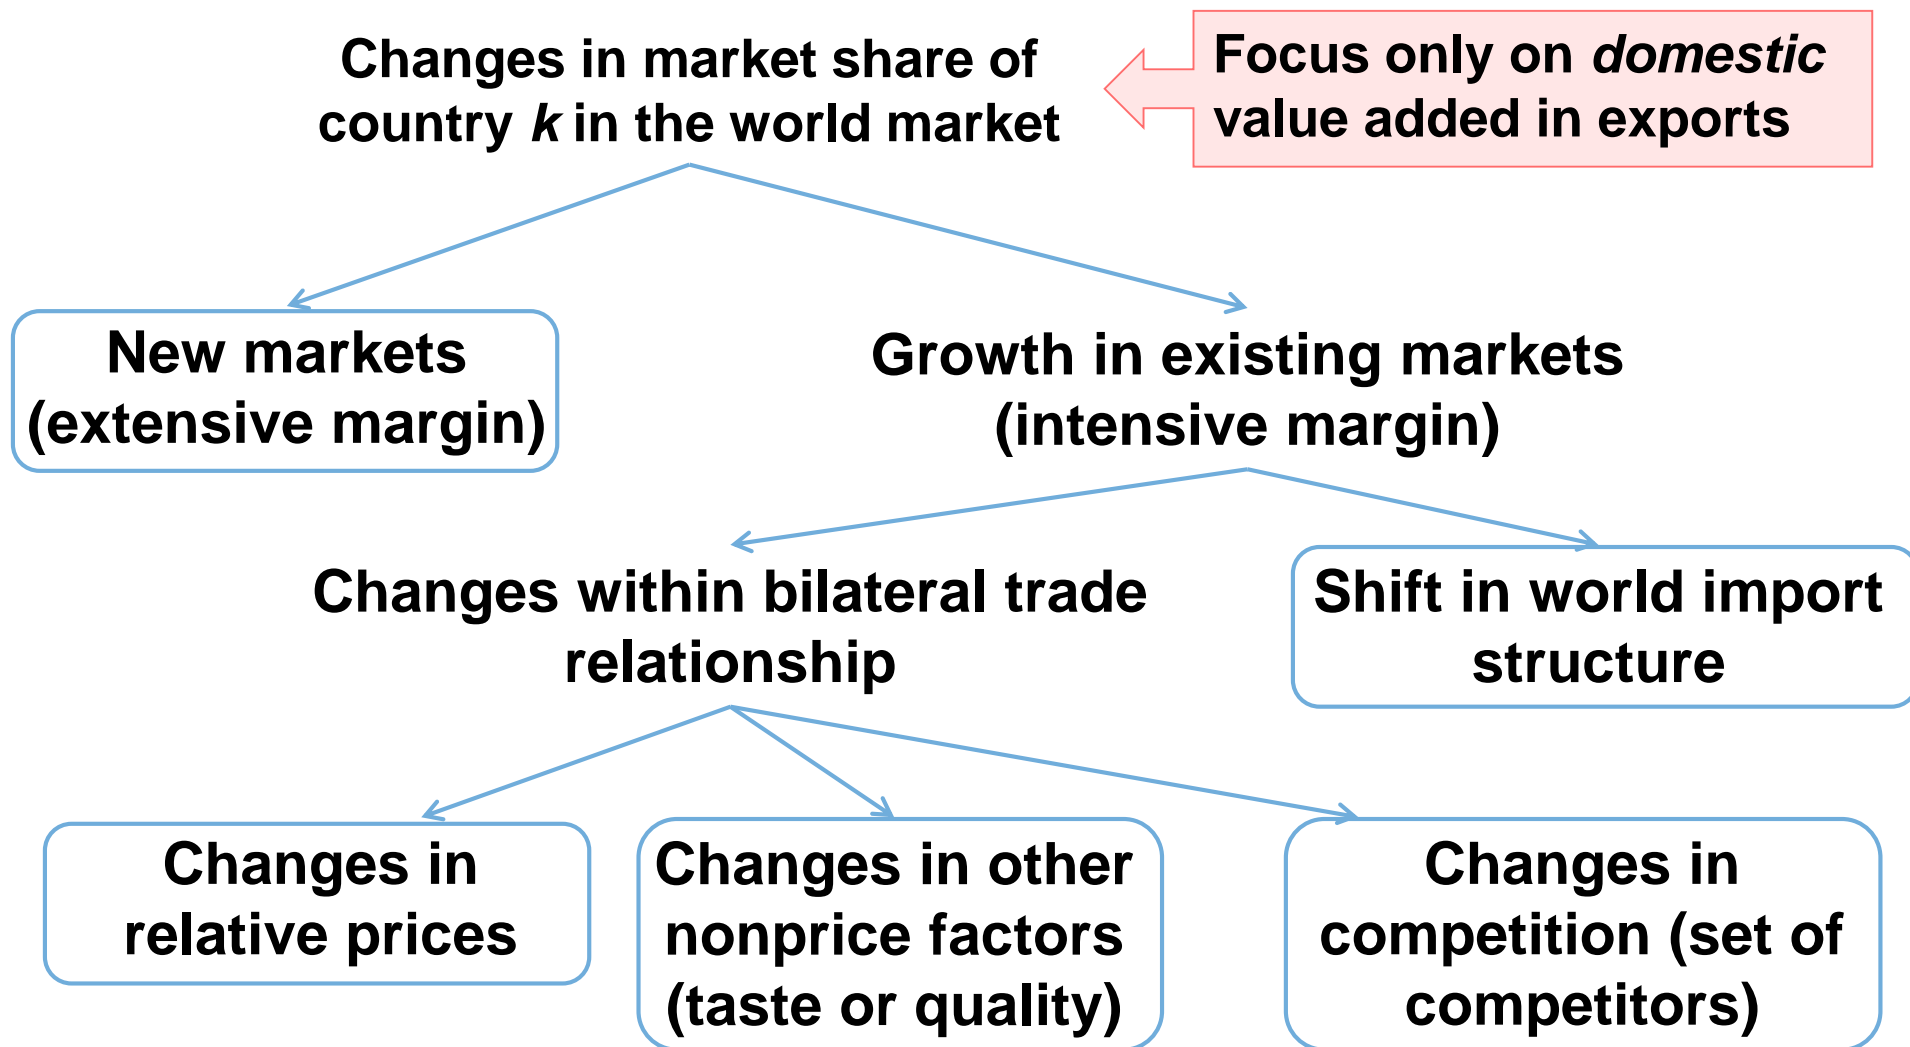 Changes in market share of
country k in the world market
Focus only on domestic
value added in exports
New markets
(extensive margin)
Growth in existing markets
(intensive margin)
Changes within bilateral trade
relationship
Shift in world import
structure
Changes in
relative prices
Changes in other
nonprice factors
(taste or quality)
Changes in
competition (set of
competitors)